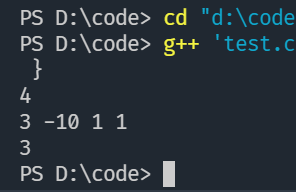 PS D:\code> cd "d:\code
PS D:\code> g++ 'test.c
}
4
3 -10 1 1
3
PS D:\code>